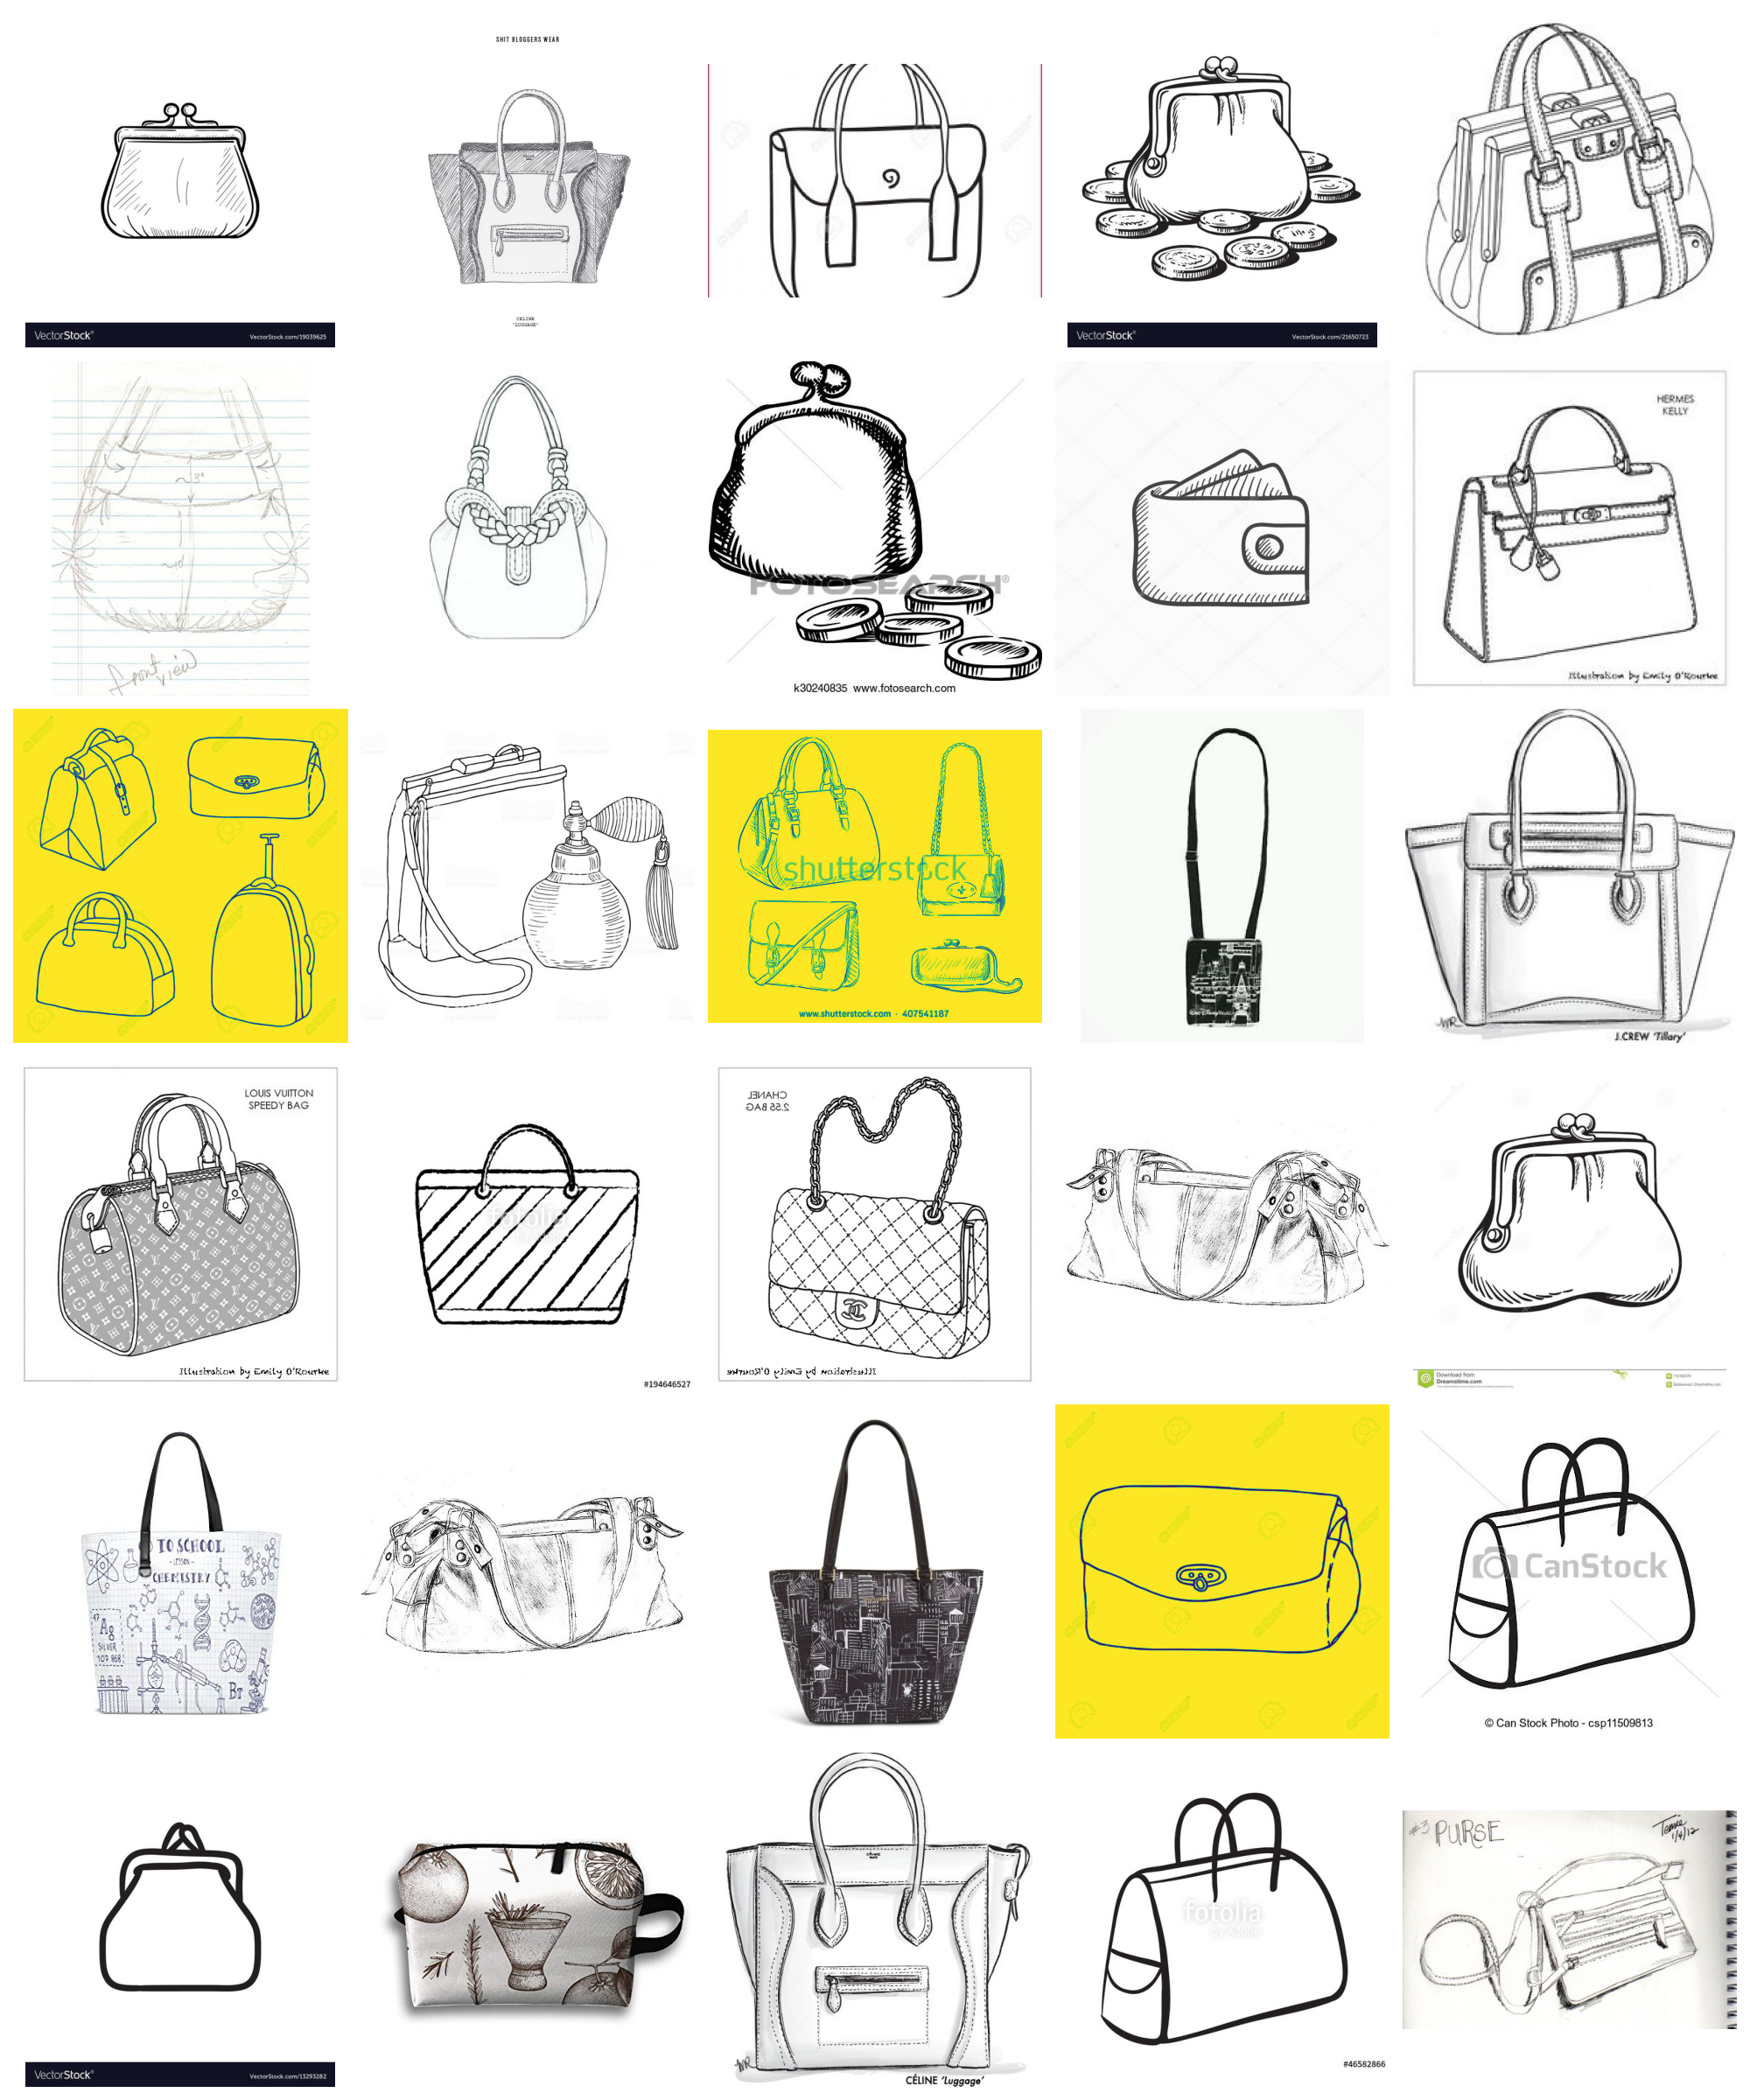 SHIT BLOGGERS WEAR
CELINE
'LUGGAGE'
VectorStock®
VectorStock.com/19039625
VectorStock®
VectorStock.com/21650723
~3"
front
view
FOTOSEARCH®
k30240835 www.fotosearch.com
HERMES
KELLY
Illustration by Emily O'Rourke
shutterstock
www.shutterstock.com · 407541187
J.CREW 'Tillary'
LOUIS VUITTON
SPEEDY BAG
Illustration by Emily O'Rourke
fotolia
#194646527
CHANEL
2.55 BAG
Illustration by Emily O'Rourke
Download from
Dreamstime.com
TO SCHOOL
-LESSON-
CHEMISTRY
47
Ag
SILVER
107.868
Br
CanStock
© Can Stock Photo - csp11509813
VectorStock®
VectorStock.com/13293282
CÉLINE 'Luggage'
fotolia
#46582866
#3 PURSE
1/4/12